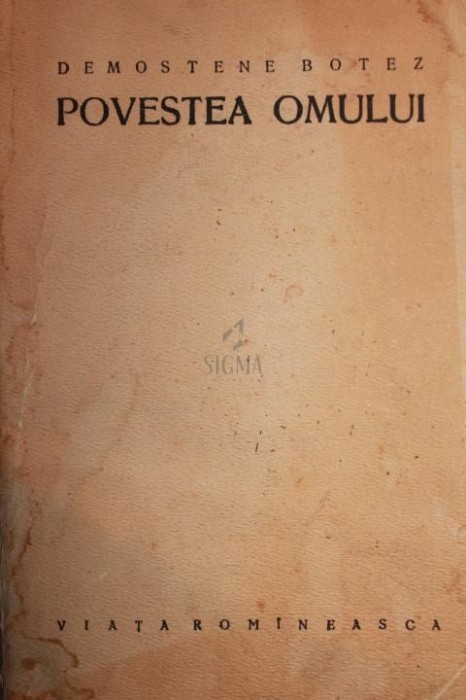 DEMOSTENE BOTEZ
POVESTEA OMULUI
SIGMA
VIAȚA ROMÎNEASCA